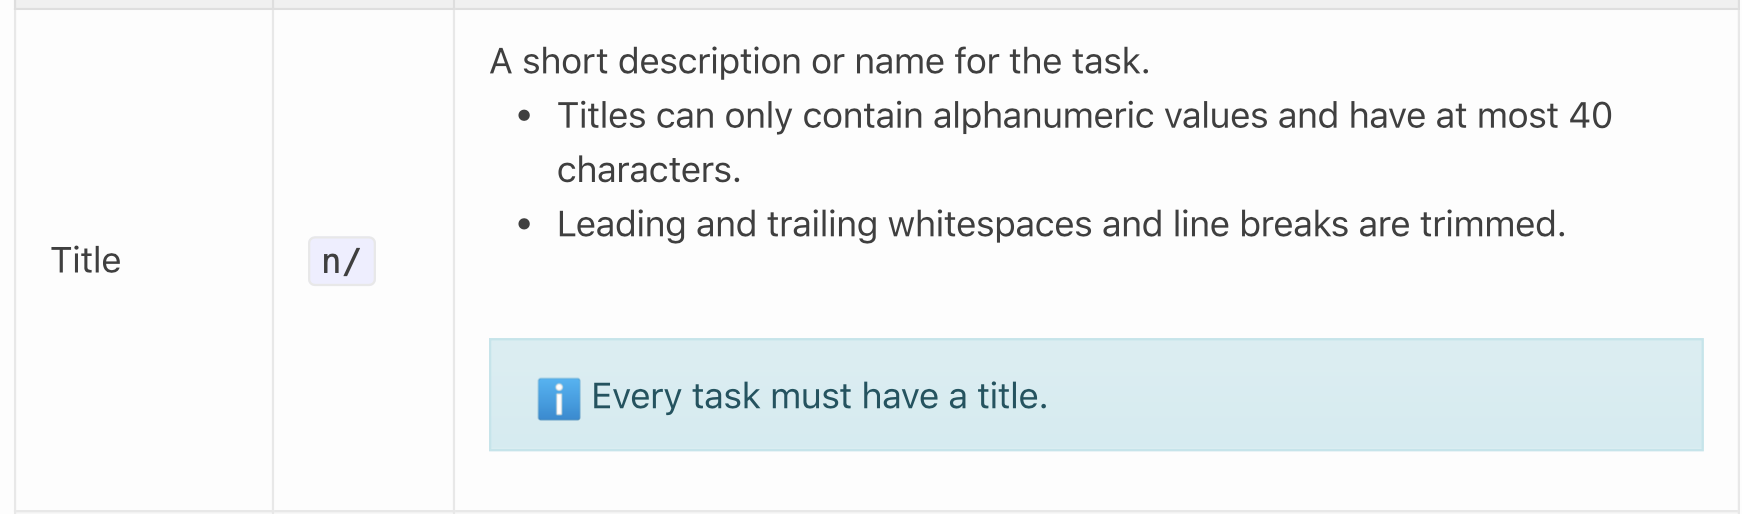 A short description or name for the task.
• Titles can only contain alphanumeric values and have at most 40
characters.
• Leading and trailing whitespaces and line breaks are trimmed.
Title
n/
Every task must have a title.